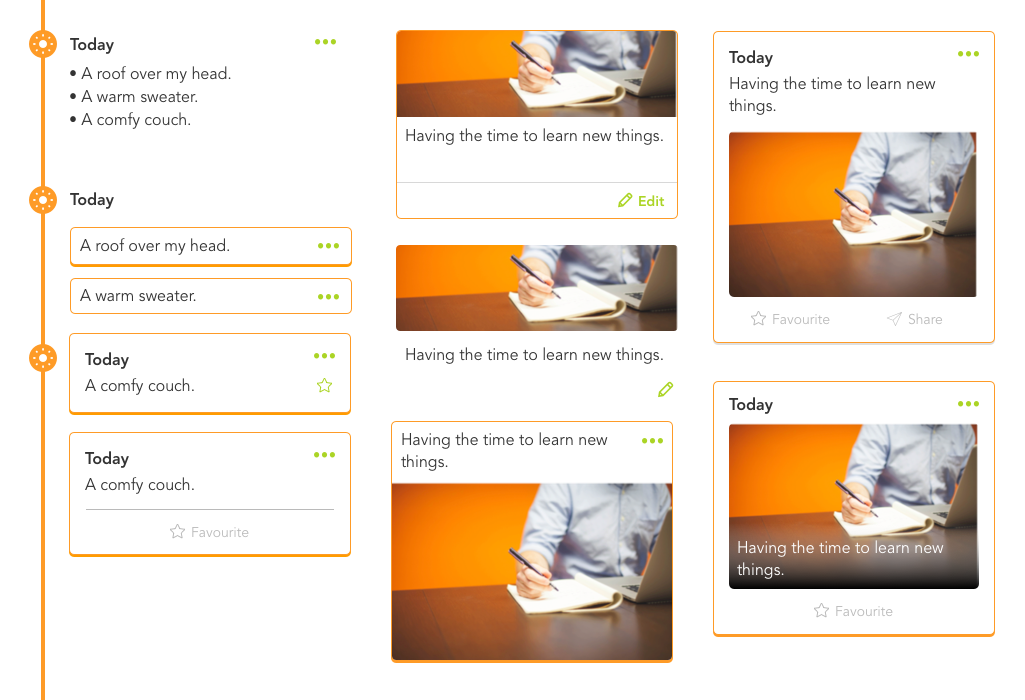 Today
• A roof over my head.
• A warm sweater.
• A comfy couch.
Today
A roof over my head.
A warm sweater.
Today
A comfy couch.
Today
A comfy couch.
Favourite
Having the time to learn new things.
Edit
Having the time to learn new things.
Having the time to learn new
things.
Today
Having the time to learn new
things.
Favourite
Share
Today
Having the time to learn new
things.
Favourite